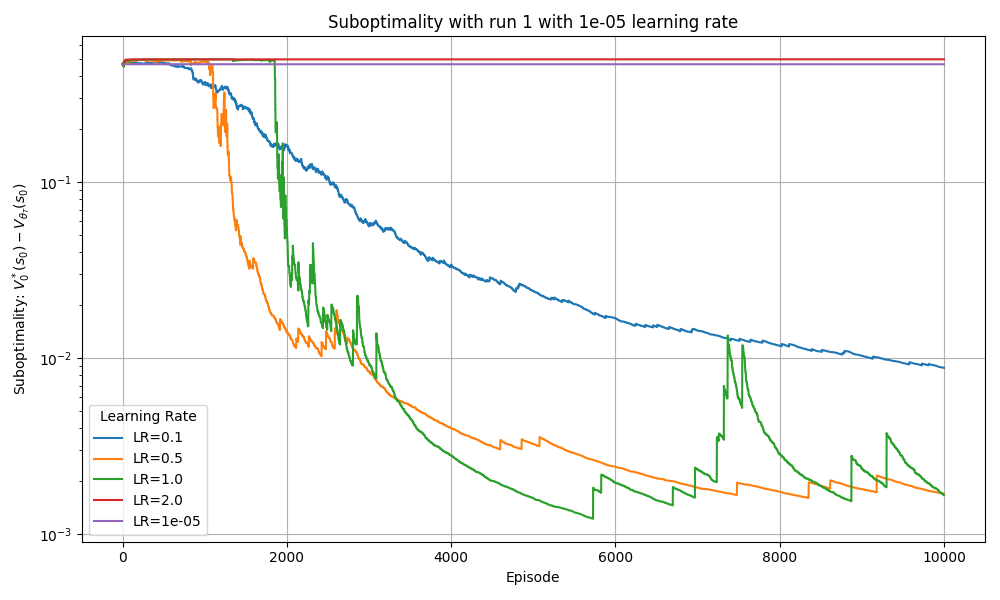 Suboptimality with run 1 with 1e-05 learning rate
Suboptimality: $V_0^*(s_0) - V_{\theta_T}(s_0)$
10⁻¹
10⁻²
10⁻³
Learning Rate
LR=0.1
LR=0.5
LR=1.0
LR=2.0
LR=1e-05
0 2000 4000 6000 8000 10000
Episode